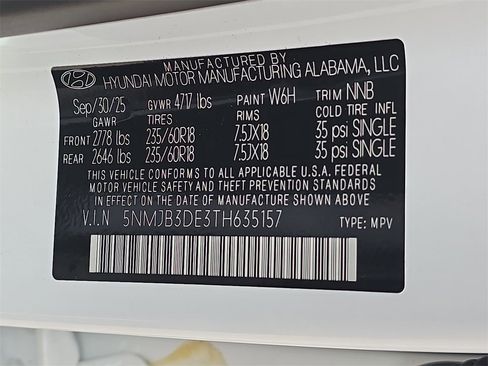 MANUFACTURED BY
HYUNDAI MOTOR MANUFACTURING ALABAMA, LLC
Sep/30/25 GVWR 4717 lbs PAINT W6H TRIM NNB
GAWR TIRES RIMS COLD TIRE INFL
FRONT 2778 lbs 235/60R18 7.5JX18 35 psi SINGLE
REAR 2646 lbs 235/60R18 7.5JX18 35 psi SINGLE
THIS VEHICLE CONFORMS TO ALL APPLICABLE U.S.A. FEDERAL
MOTOR VEHICLE SAFETY AND THEFT PREVENTION STANDARDS
IN EFFECT ON THE DATE OF MANUFACTURE SHOWN ABOVE.
V.I.N 5NMJB3DE3TH635157 TYPE: MPV